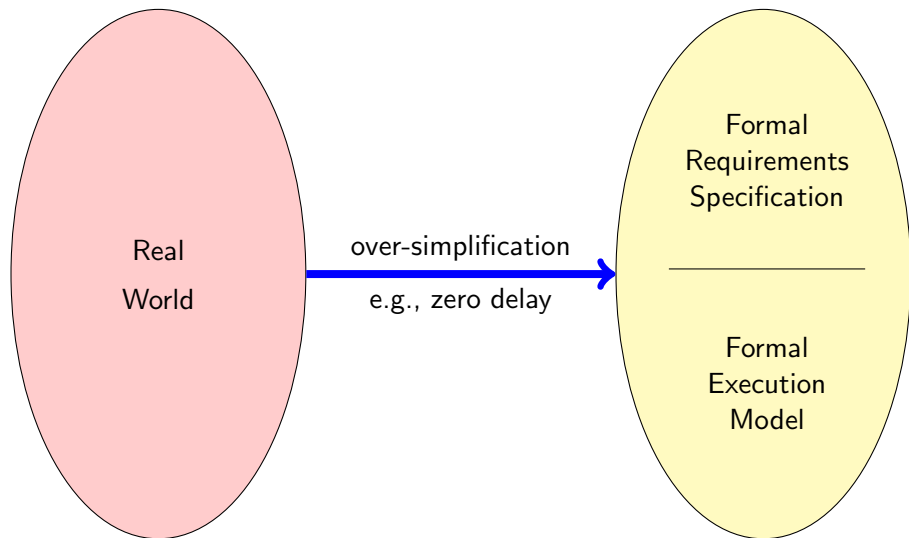 Real
World
over-simplification
e.g., zero delay
Formal
Requirements
Specification
Formal
Execution
Model